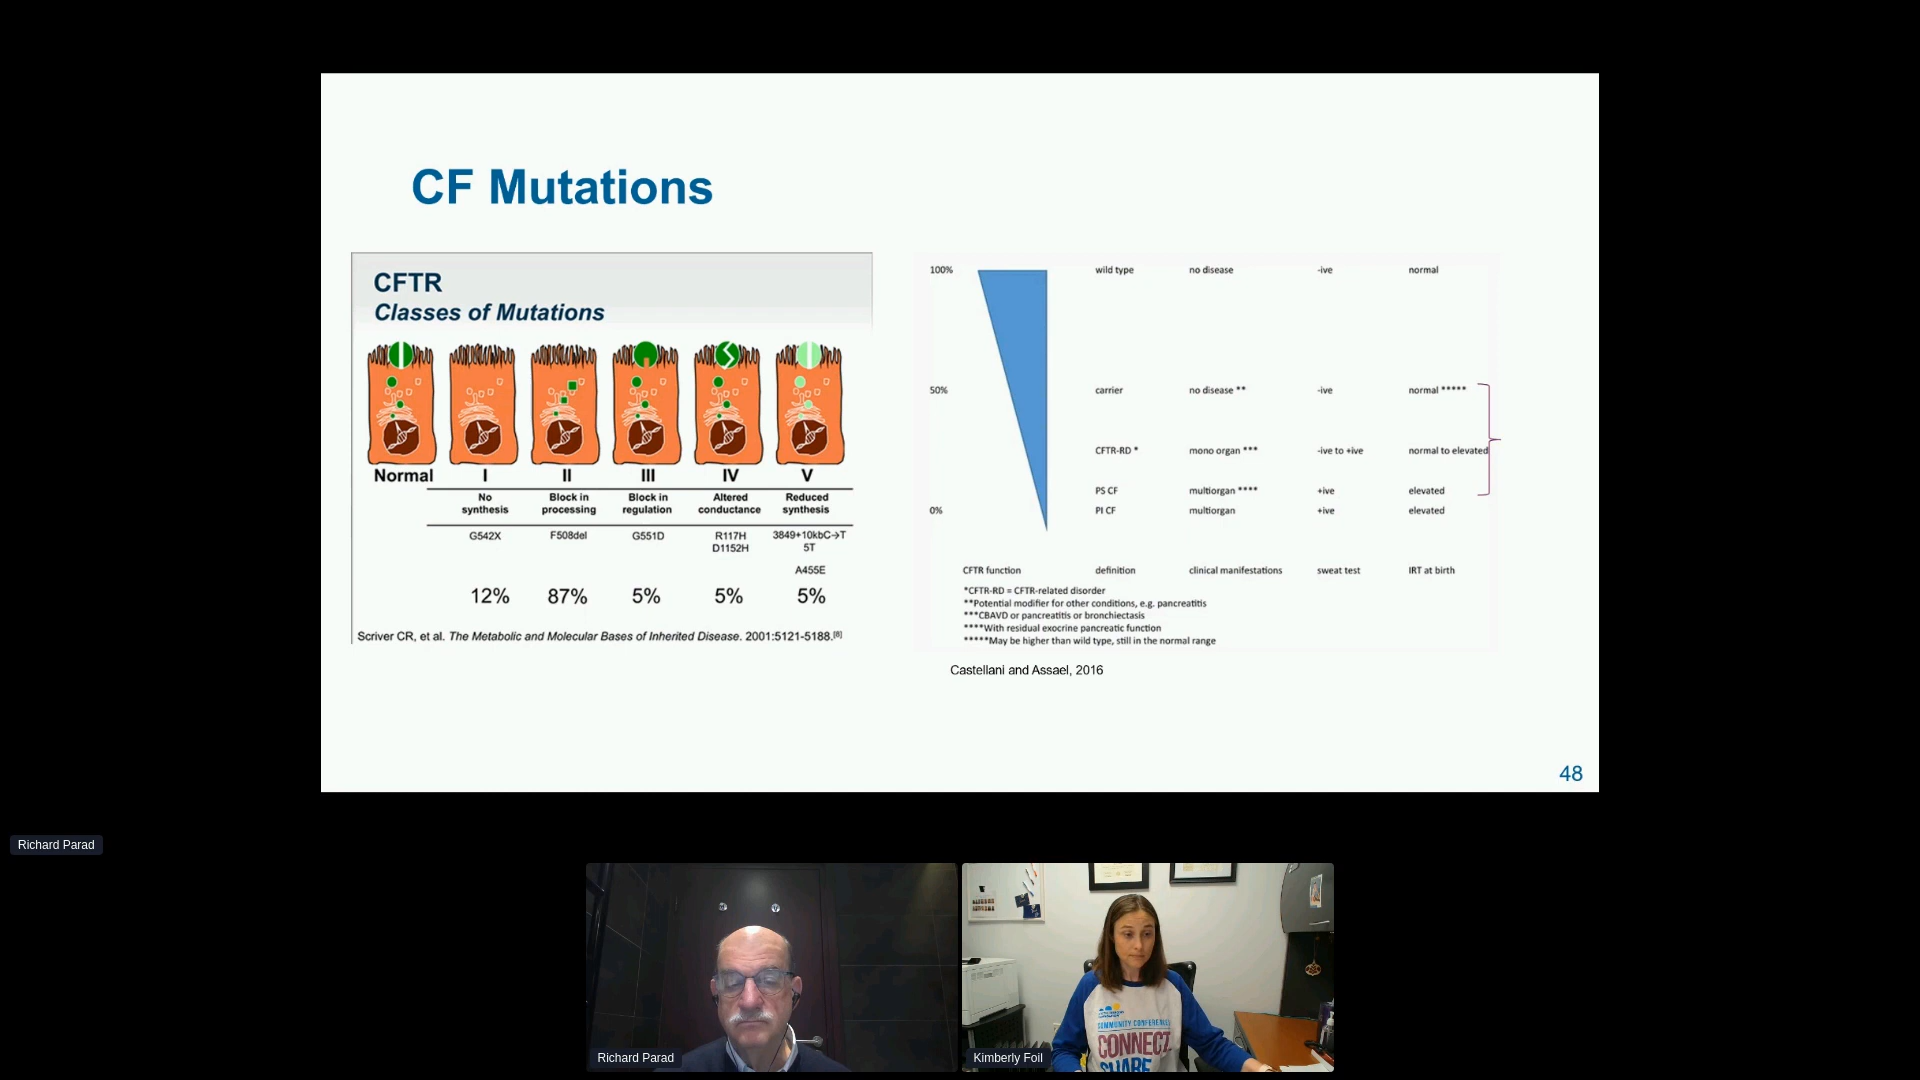 CF Mutations
CFTR
Classes of Mutations
Normal I II III IV V
No synthesis Block in processing Block in regulation Altered conductance Reduced synthesis
G542X F508del G551D R117H D1152H 3849+10kbC→T 5T
A455E
12% 87% 5% 5% 5%
Scriver CR, et al. The Metabolic and Molecular Bases of Inherited Disease. 2001:5121-5188.[8]
100% wild type no disease -ive normal
50% carrier no disease ** -ive normal *****
CFTR-RD * mono organ *** -ive to +ive normal to elevated
PS CF multiorgan **** +ive elevated
0% PI CF multiorgan +ive elevated
CFTR function definition clinical manifestations sweat test IRT at birth
*CFTR-RD = CFTR-related disorder
**Potential modifier for other conditions, e.g. pancreatitis
***CBAVD or pancreatitis or bronchiectasis
****With residual exocrine pancreatic function
*****May be higher than wild type, still in the normal range
Castellani and Assael, 2016
48
Richard Parad
Richard Parad
COMMUNITY CONFERENCE
CONNECT
SHARE
Kimberly Foil